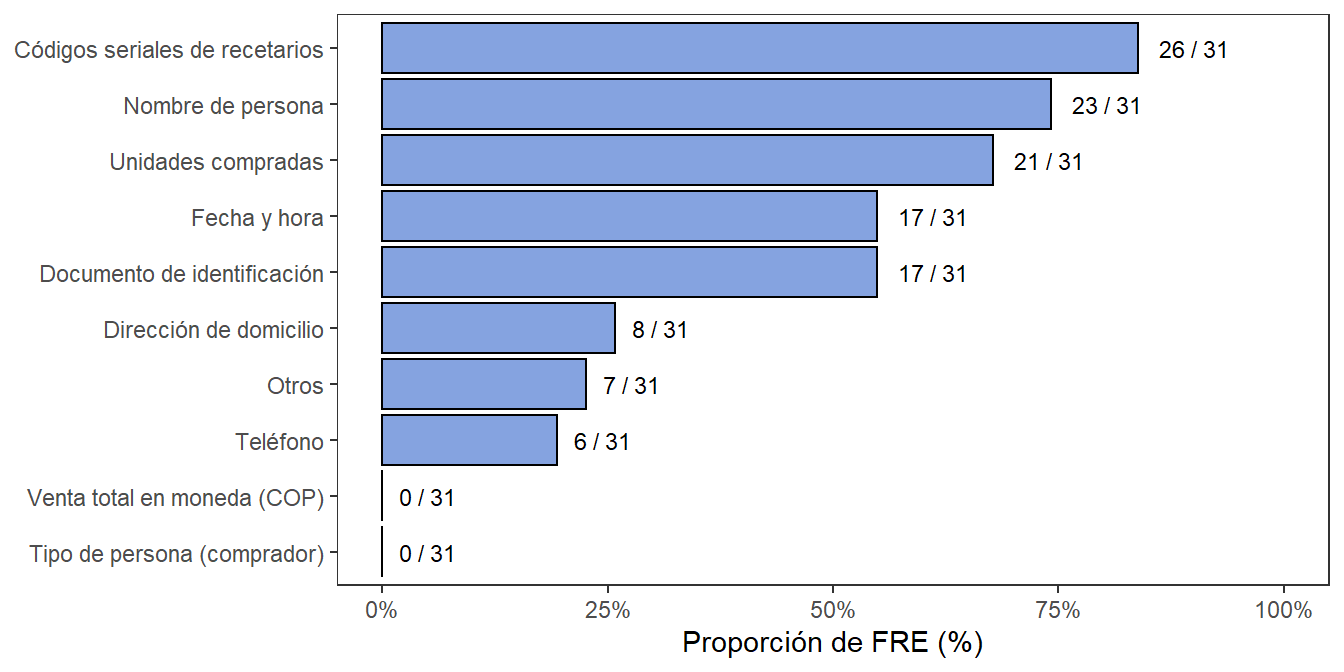 Códigos seriales de recetarios 26 / 31
Nombre de persona 23 / 31
Unidades compradas 21 / 31
Fecha y hora 17 / 31
Documento de identificación 17 / 31
Dirección de domicilio 8 / 31
Otros 7 / 31
Teléfono 6 / 31
Venta total en moneda (COP) 0 / 31
Tipo de persona (comprador) 0 / 31
0% 25% 50% 75% 100%
Proporción de FRE (%)